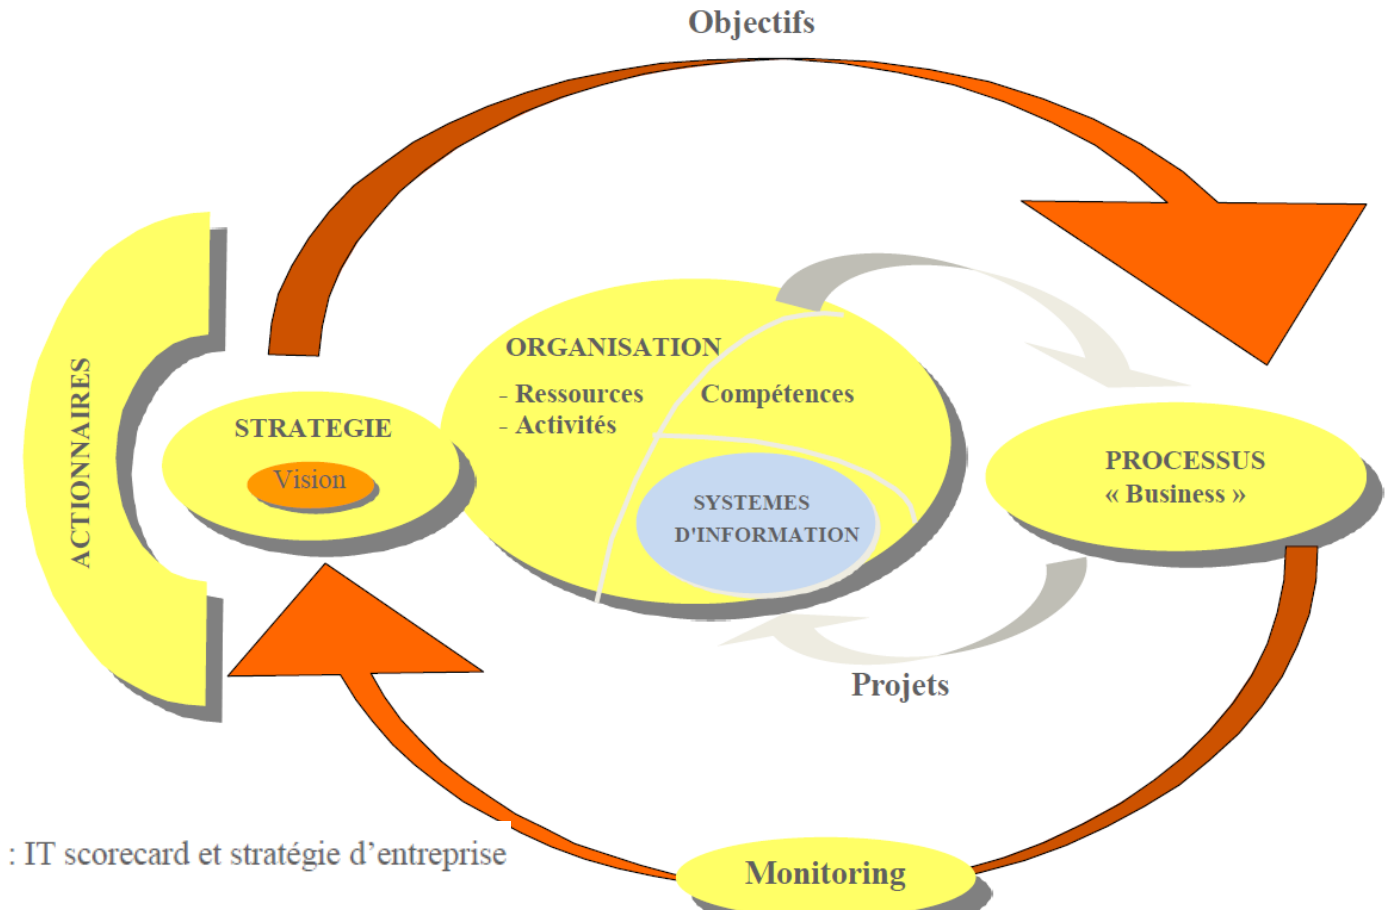 Objectifs
ACTIONNAIRES
STRATEGIE
Vision
ORGANISATION
- Ressources
- Activités
Compétences
SYSTEMES
D'INFORMATION
PROCESSUS
« Business »
Projets
Monitoring
: IT scorecard et stratégie d’entreprise